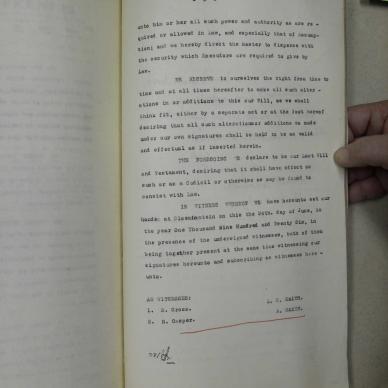 unto him or her all such power and authority as are re -
quired or allowed in Law, and especially that of Assump-
tion; and we hereby direct the Master to dispense with
the security which Executors are required to give by
Law.
WE RESERVE to ourselves the right from time to
time and at all times hereafter to make all such alter -
ations in or additions to this our Will, as we shall
think fit, either by a separate act or at the foot hereof
desiring that all such alterations or additions so made
under our own signatures shall be held to be as valid
and effectual as if inserted herein.
THE FOREGOING WE declare to be our Last Will
and Testament, desiring that it shall have effect as
such or as a Codicil or otherwise as may be found to
consist with Law.
IN WITNESS WHEREOF WE have hereunto set our
hands at Bloemfontein on this the 24th. day of June, in
the year One Thousand Nine Hundred and Twenty Six, in
the presence of the undersigned witnesses, both of them
being together present at the same time witnessing our
signatures hereunto and subscribing as witnesses here -
unto.
AS WITNESSES:
L. E. Cross.
H. Cooper.
SMITH.
SMITH.